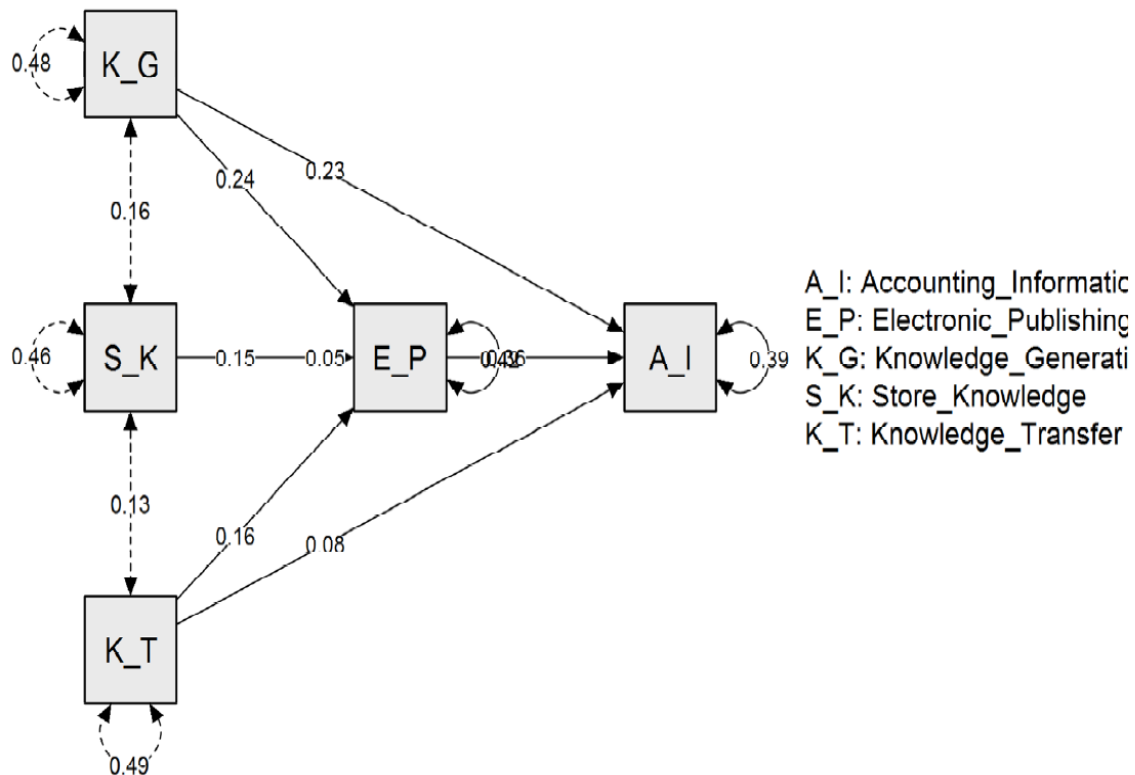 K_G
0.48
0.24
0.23
0.16
A_I: Accounting_Informatic
E_P: Electronic_Publishing
K_G: Knowledge_Generati
S_K: Store_Knowledge
K_T: Knowledge_Transfer
0.46
S_K
0.15
0.05
E_P
A_I
0.39
0.13
0.16
0.08
K_T
0.49